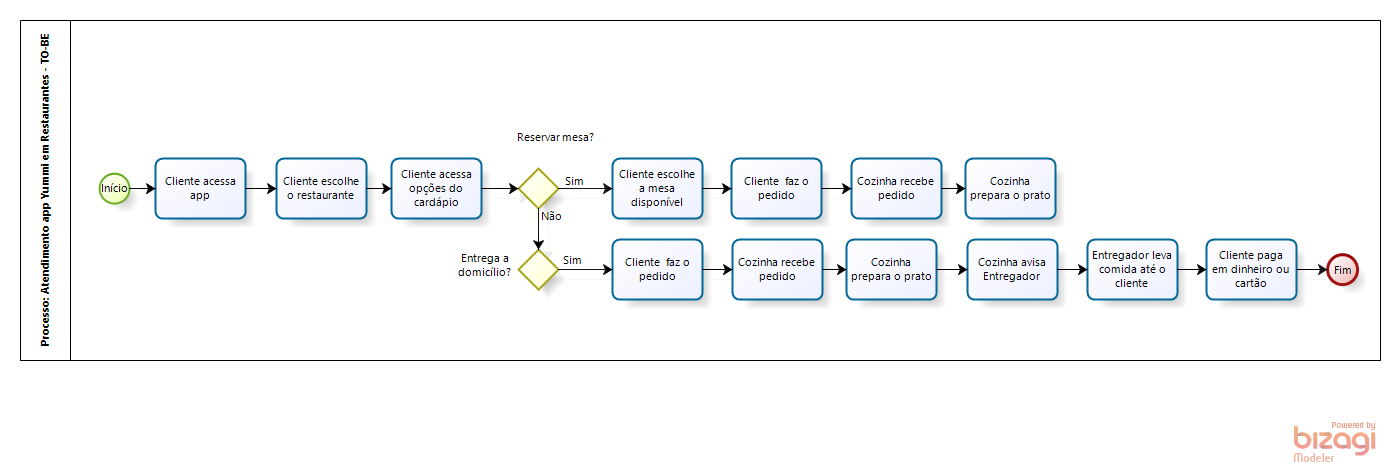 Processo: Atendimento app Yummi em Restaurantes - TO-BE
Reservar mesa?
Início
Cliente acessa
app
Cliente escolhe
o restaurante
Cliente acessa
opções do
cardápio
Sim
Cliente escolhe
a mesa
disponível
Cliente faz o
pedido
Cozinha recebe
pedido
Cozinha
prepara o prato
Não
Entrega a
domicílio?
Sim
Cliente faz o
pedido
Cozinha recebe
pedido
Cozinha
prepara o prato
Cozinha avisa
Entregador
Entregador leva
comida até o
cliente
Cliente paga
em dinheiro ou
cartão
Fim
Powered by
bizagi
Modeler